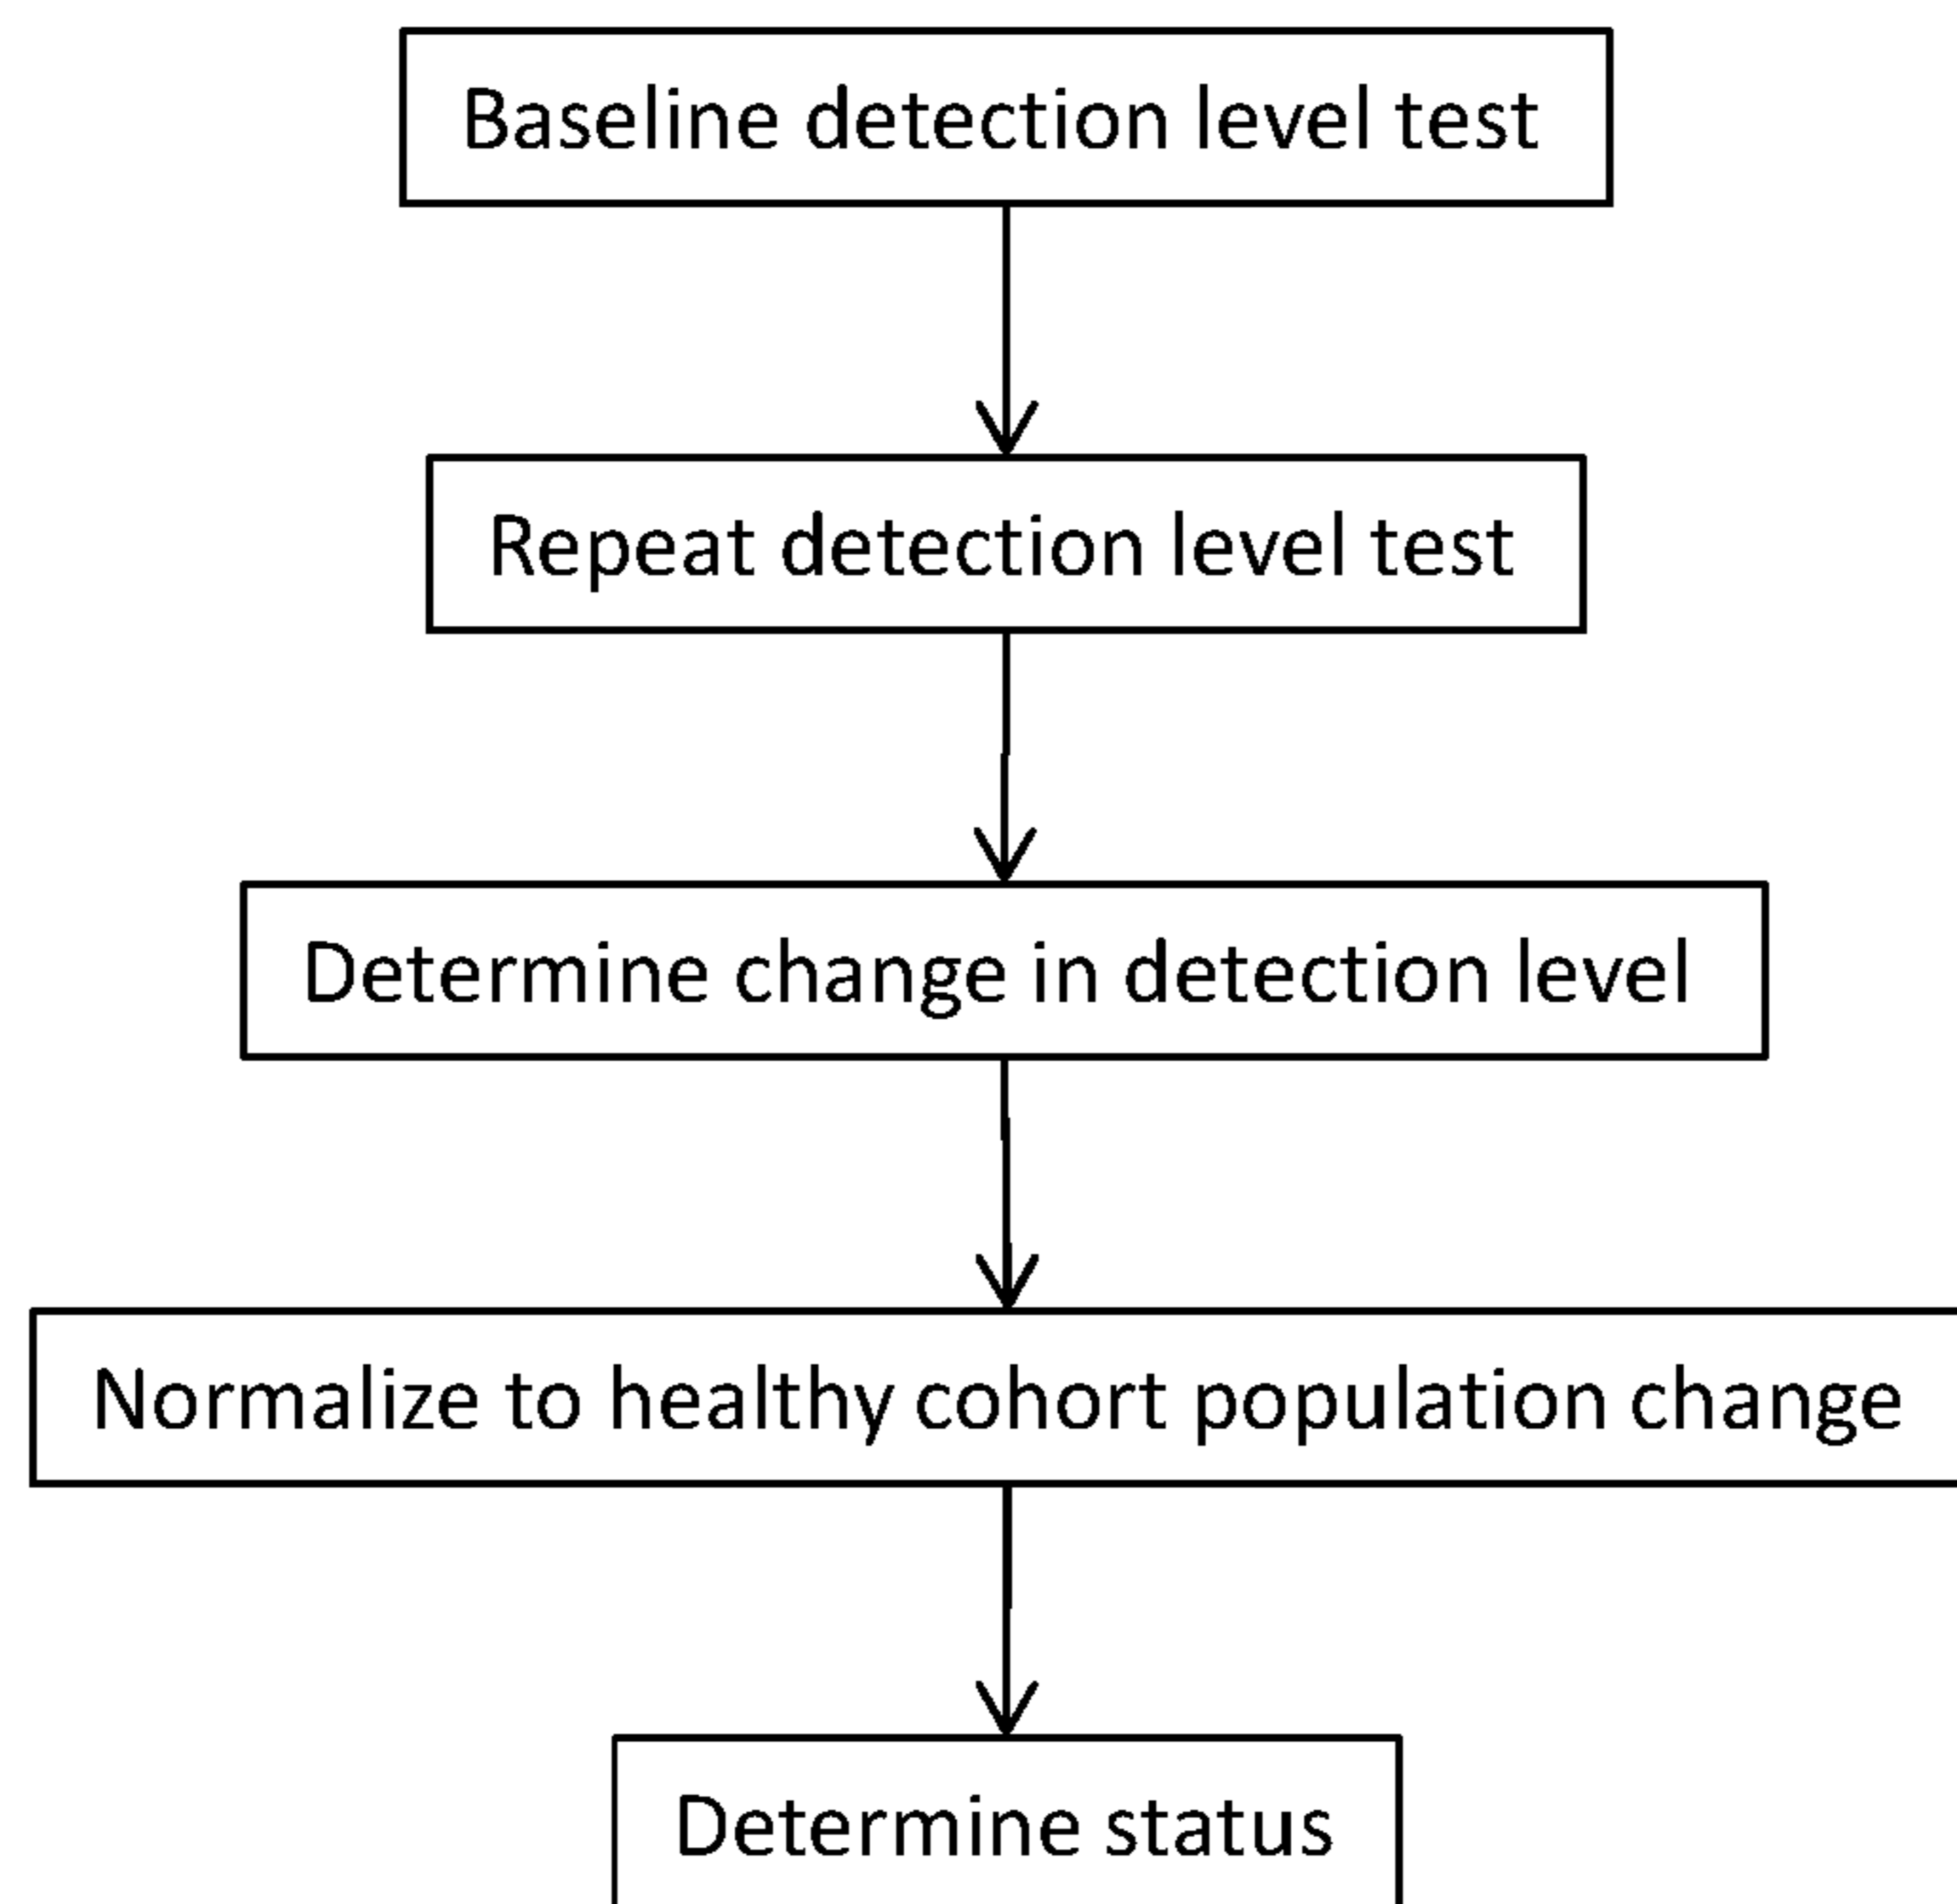 Baseline detection level test
Repeat detection level test
Determine change in detection level
Normalize to healthy cohort population change
Determine status